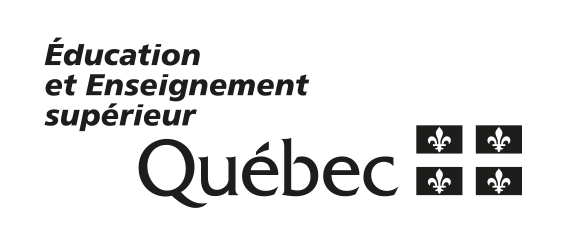 Éducation
et Enseignement
supérieur
Québec